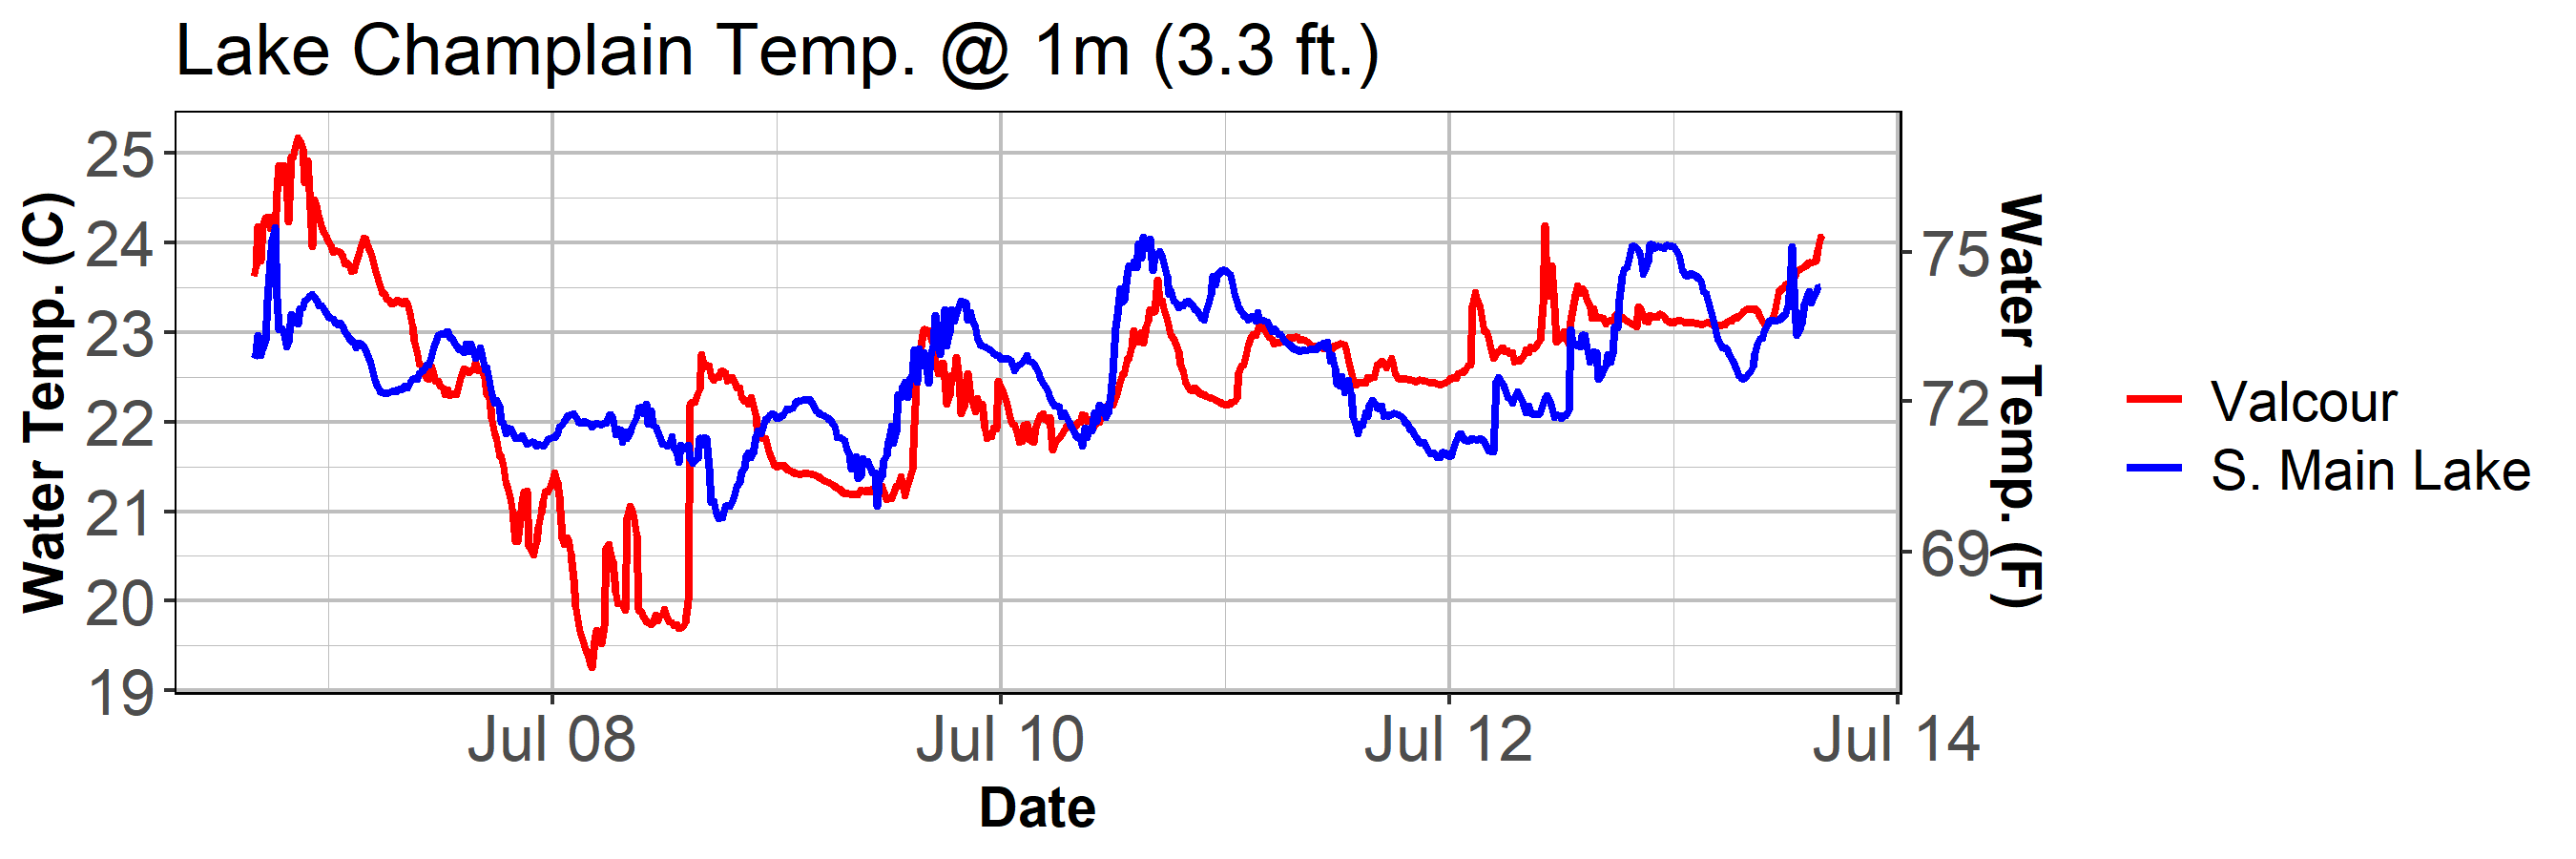 Lake Champlain Temp. @ 1m (3.3 ft.)
Water Temp. (C)
25
24
23
22
21
20
19
75
72
69
Water Temp. (F)
Jul 08
Jul 10
Jul 12
Jul 14
Date
Valcour
S. Main Lake